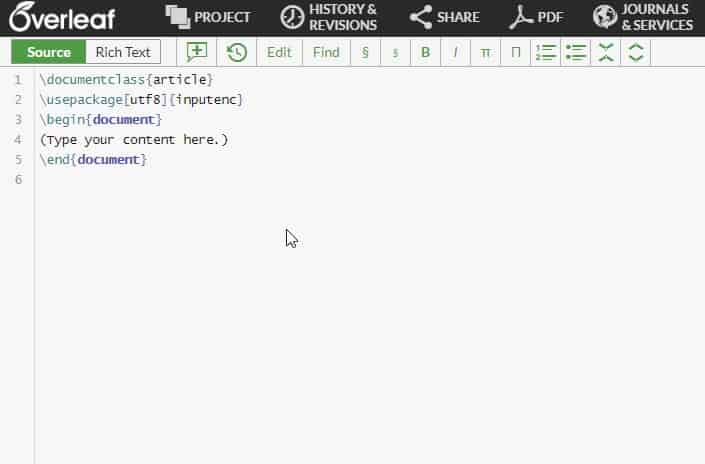 Overleaf PROJECT HISTORY & REVISIONS SHARE PDF JOURNALS & SERVICES
Source Rich Text Edit Find § § B I π Π
1 \documentclass{article}
2 \usepackage[utf8]{inputenc}
3 \begin{document}
4 (Type your content here.)
5 \end{document}
6